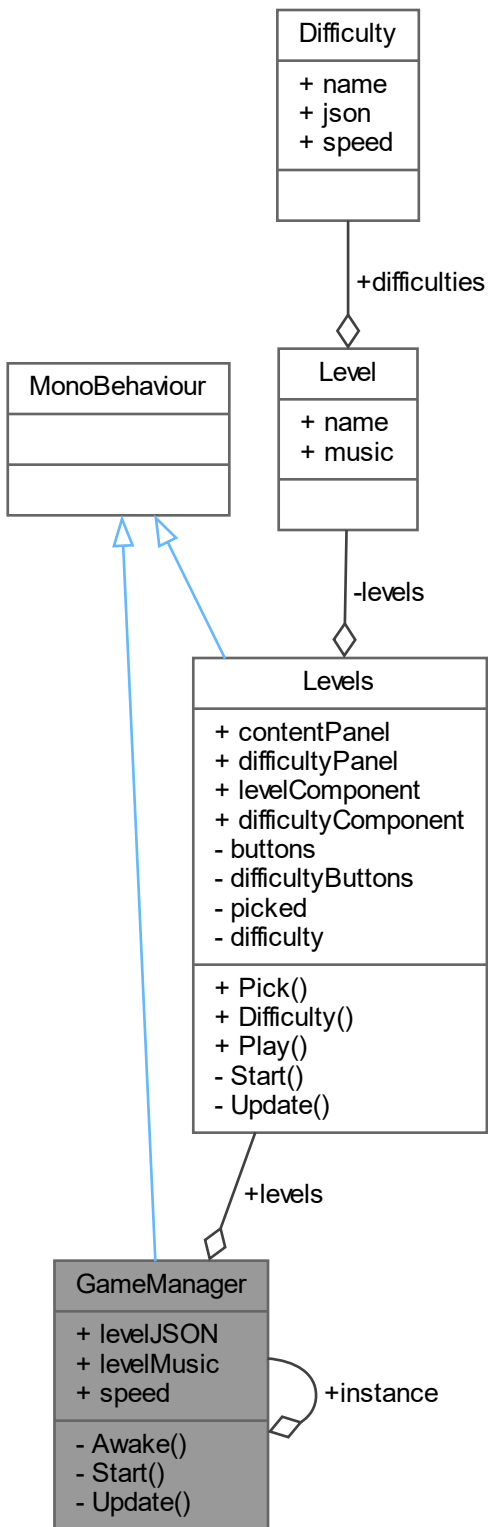 Difficulty
+ name
+ json
+ speed
+difficulties
Level
+ name
+ music
MonoBehaviour
-levels
Levels
+ contentPanel
+ difficultyPanel
+ levelComponent
+ difficultyComponent
- buttons
- difficultyButtons
- picked
- difficulty
+ Pick()
+ Difficulty()
+ Play()
- Start()
- Update()
+levels
GameManager
+ levelJSON
+ levelMusic
+ speed
- Awake()
- Start()
- Update()
+instance